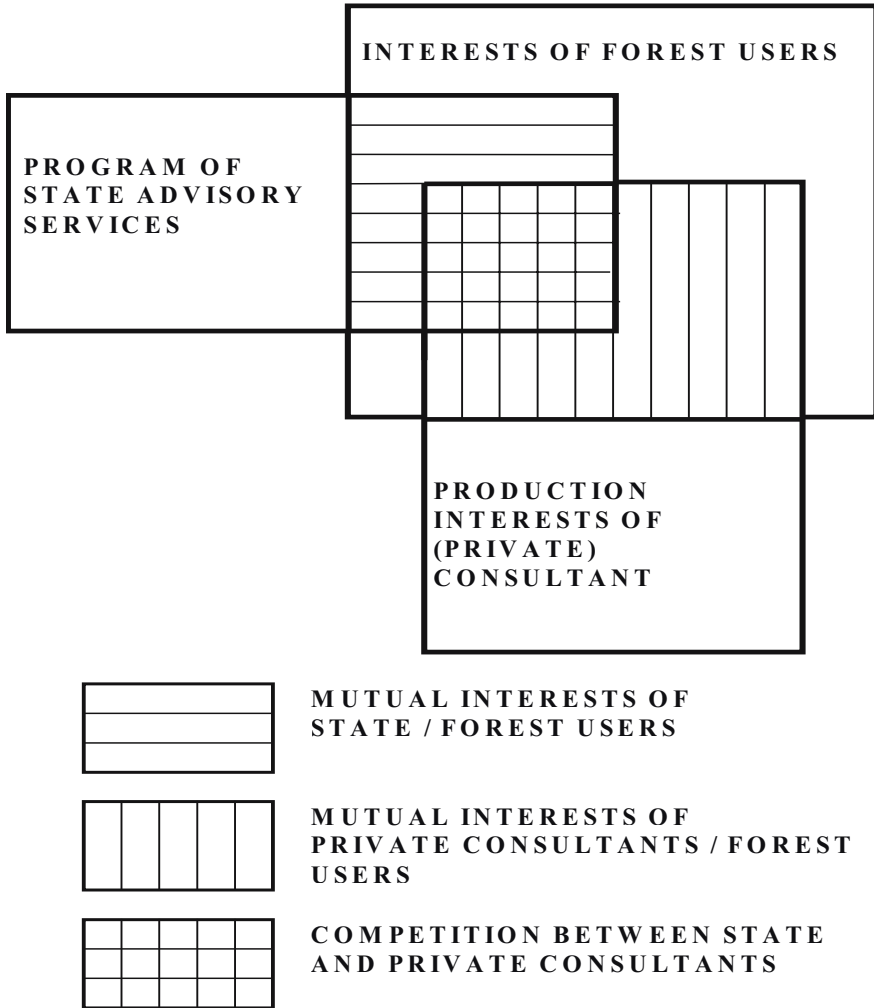 INTERESTS OF FOREST USERS
PROGRAM OF
STATE ADVISORY
SERVICES
PRODUCTION
INTERESTS OF
(PRIVATE)
CONSULTANT
MUTUAL INTERESTS OF
STATE / FOREST USERS
MUTUAL INTERESTS OF
PRIVATE CONSULTANTS / FOREST
USERS
COMPETITION BETWEEN STATE
AND PRIVATE CONSULTANTS